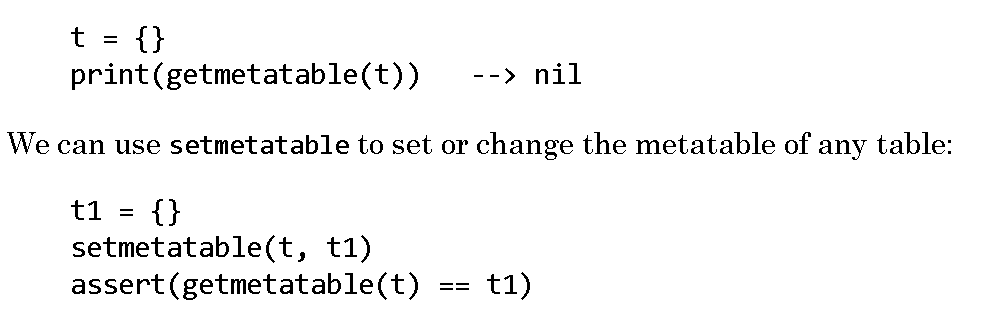 t = {}
print(getmetatable(t))   --> nil
We can use setmetatable to set or change the metatable of any table:
t1 = {}
setmetatable(t, t1)
assert(getmetatable(t) == t1)